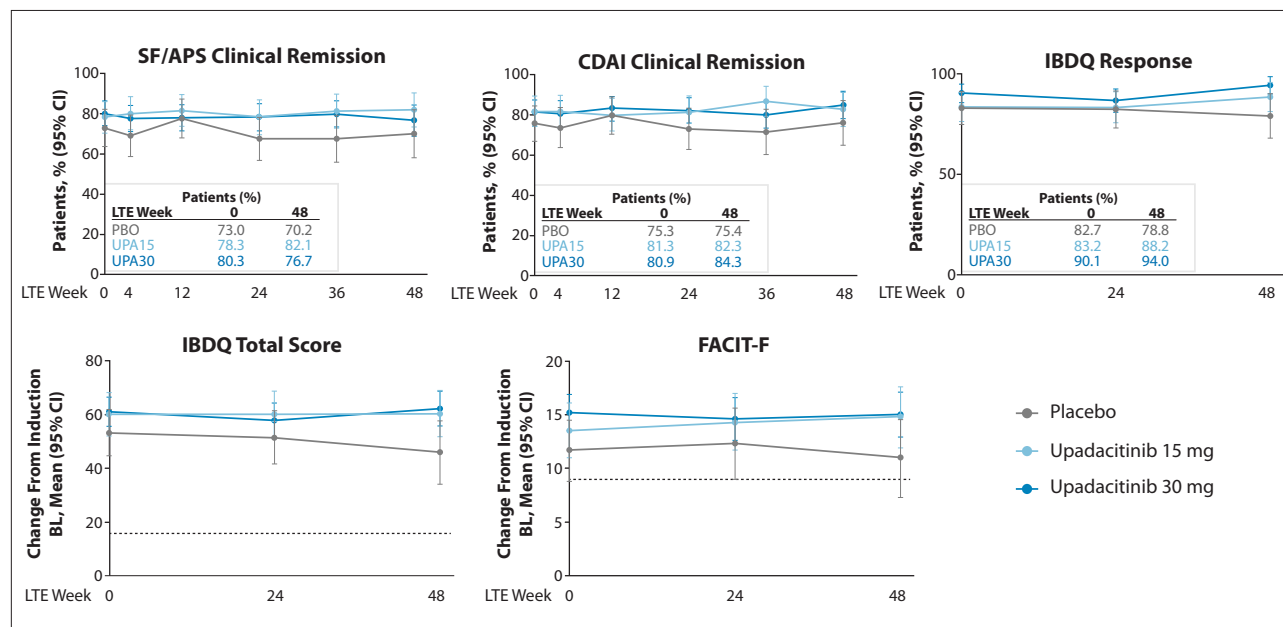 SF/APS Clinical Remission
Patients, % (95% CI)
100
80
60
40
20
0
Patients (%)
LTE Week 0 48
PBO 73.0 70.2
UPA15 78.3 82.1
UPA30 80.3 76.7
LTE Week 0 4 12 24 36 48
CDAI Clinical Remission
Patients, % (95% CI)
100
80
60
40
20
0
Patients (%)
LTE Week 0 48
PBO 75.3 75.4
UPA15 81.3 82.3
UPA30 80.9 84.3
LTE Week 0 4 12 24 36 48
IBDQ Response
Patients, % (95% CI)
100
50
0
Patients (%)
LTE Week 0 48
PBO 82.7 78.8
UPA15 83.2 88.2
UPA30 90.1 94.0
LTE Week 0 24 48
IBDQ Total Score
Change From Induction
BL, Mean (95% CI)
80
60
40
20
0
LTE Week 0 24 48
FACIT-F
Change From Induction
BL, Mean (95% CI)
20
15
10
5
0
LTE Week 0 24 48
Placebo
Upadacitinib 15 mg
Upadacitinib 30 mg